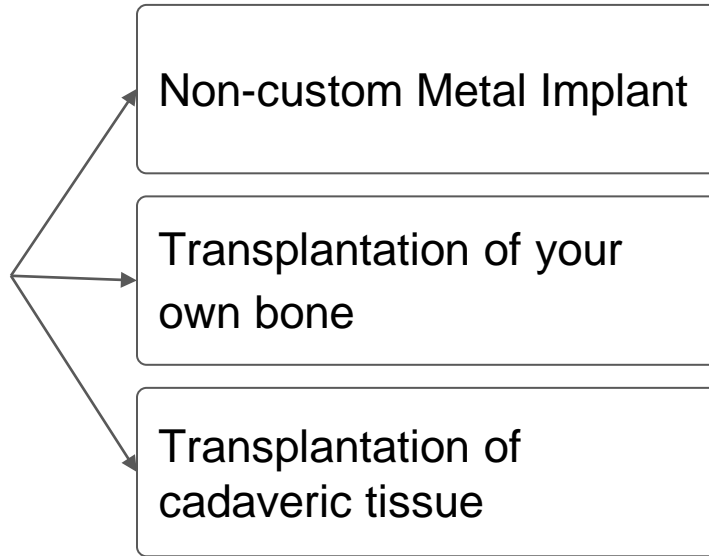 Non-custom Metal Implant
Transplantation of your
own bone
Transplantation of
cadaveric tissue